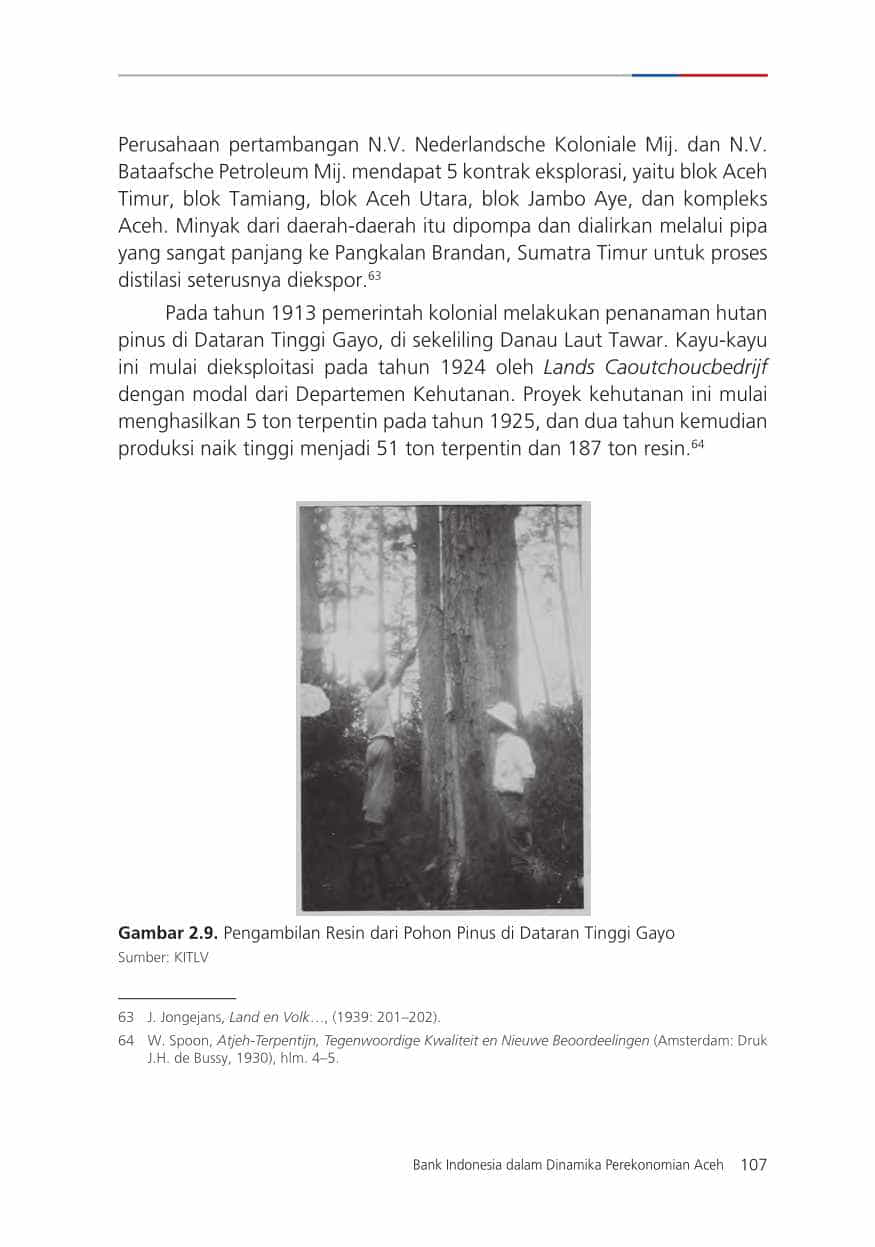 Perusahaan pertambangan N.V. Nederlandsche Koloniale Mij. dan N.V.
Bataafsche Petroleum Mij. mendapat 5 kontrak eksplorasi, yaitu blok Aceh
Timur, blok Tamiang, blok Aceh Utara, blok Jambo Aye, dan kompleks
Aceh. Minyak dari daerah-daerah itu dipompa dan dialirkan melalui pipa
yang sangat panjang ke Pangkalan Brandan, Sumatra Timur untuk proses
distilasi seterusnya diekspor.63
Pada tahun 1913 pemerintah kolonial melakukan penanaman hutan
pinus di Dataran Tinggi Gayo, di sekeliling Danau Laut Tawar. Kayu-kayu
ini mulai dieksploitasi pada tahun 1924 oleh Lands Caoutchoucbedrijf
dengan modal dari Departemen Kehutanan. Proyek kehutanan ini mulai
menghasilkan 5 ton terpentin pada tahun 1925, dan dua tahun kemudian
produksi naik tinggi menjadi 51 ton terpentin dan 187 ton resin.64
Gambar 2.9. Pengambilan Resin dari Pohon Pinus di Dataran Tinggi Gayo
Sumber: KITLV
63 J. Jongejans, Land en Volk…, (1939: 201–202).
64 W. Spoon, Atjeh-Terpentijn, Tegenwoordige Kwaliteit en Nieuwe Beoordeelingen (Amsterdam: Druk
J.H. de Bussy, 1930), hlm. 4–5.
Bank Indonesia dalam Dinamika Perekonomian Aceh 107